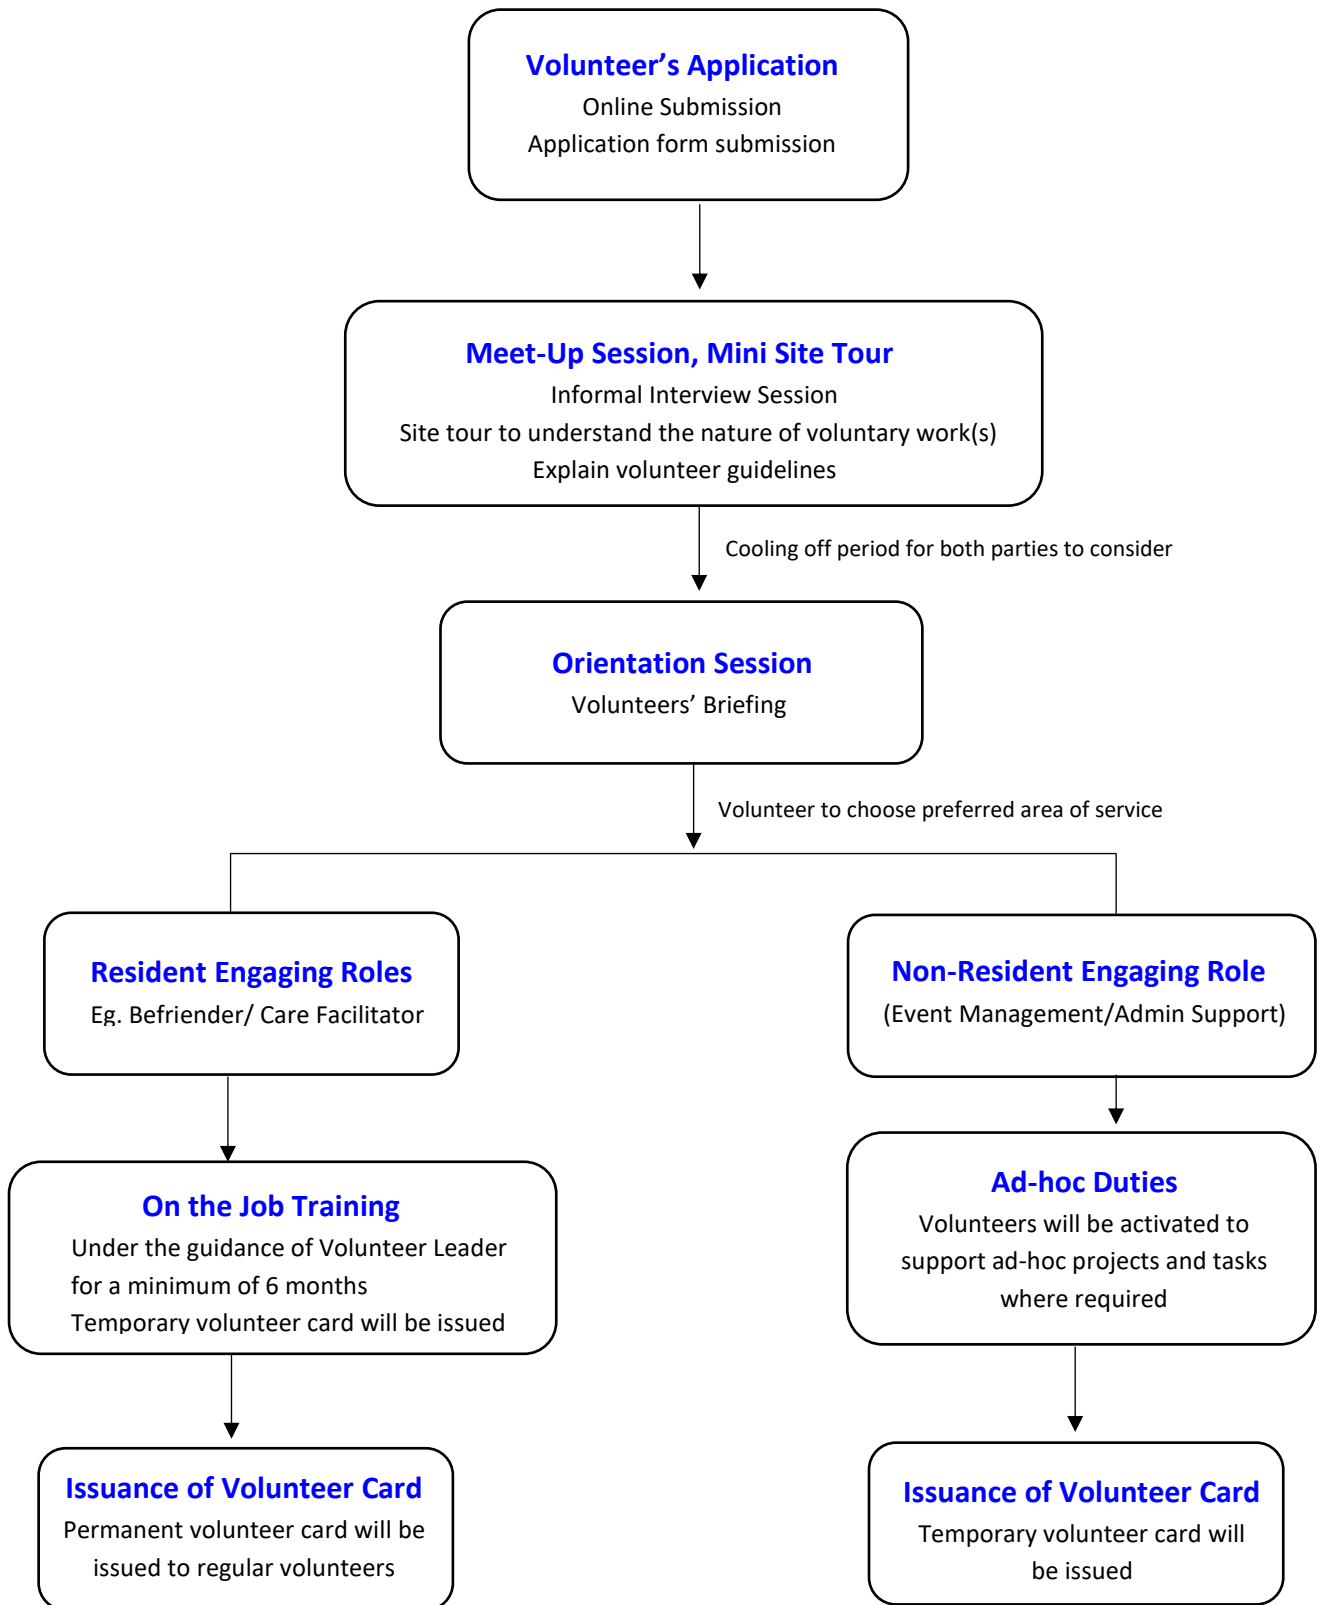 Volunteer’s Application
Online Submission
Application form submission
Meet-Up Session, Mini Site Tour
Informal Interview Session
Site tour to understand the nature of voluntary work(s)
Explain volunteer guidelines
Cooling off period for both parties to consider
Orientation Session
Volunteers’ Briefing
Volunteer to choose preferred area of service
Resident Engaging Roles
Eg. Befriender/ Care Facilitator
Non-Resident Engaging Role
(Event Management/Admin Support)
On the Job Training
Under the guidance of Volunteer Leader
for a minimum of 6 months
Temporary volunteer card will be issued
Ad-hoc Duties
Volunteers will be activated to
support ad-hoc projects and tasks
where required
Issuance of Volunteer Card
Permanent volunteer card will be
issued to regular volunteers
Issuance of Volunteer Card
Temporary volunteer card will
be issued